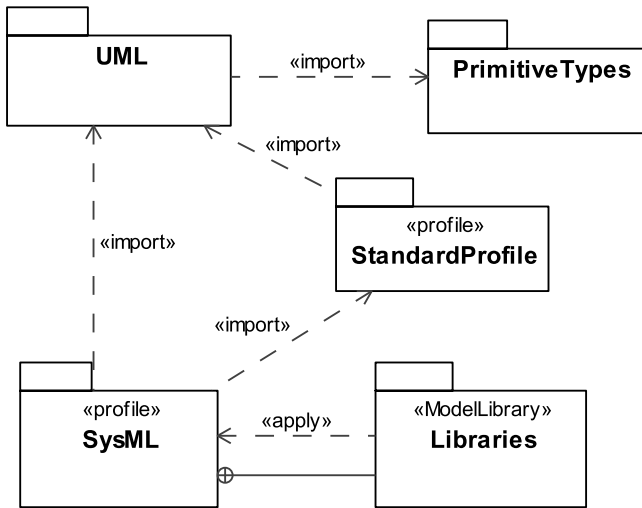 UML
«import»
PrimitiveTypes
«import»
«profile»
StandardProfile
«import»
«import»
«profile»
SysML
«apply»
«ModelLibrary»
Libraries